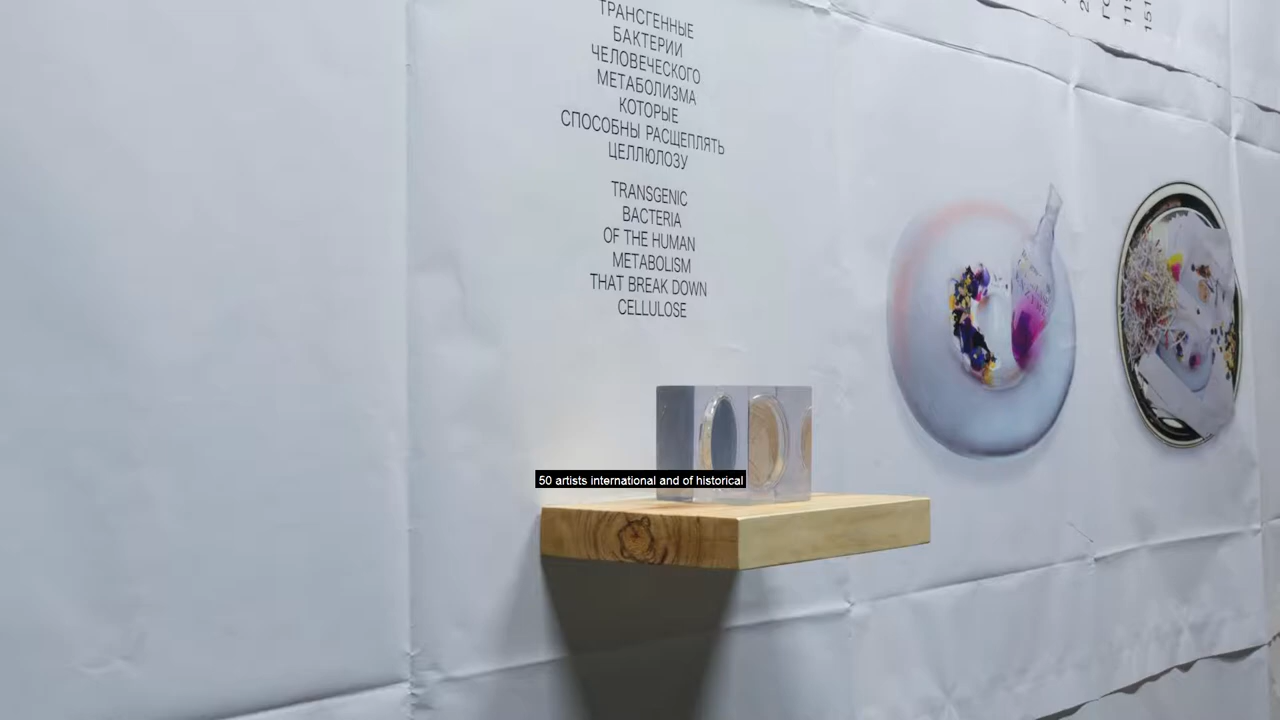 ТРАНСГЕННЫЕ
БАКТЕРИИ
ЧЕЛОВЕЧЕСКОГО
МЕТАБОЛИЗМА
КОТОРЫЕ
СПОСОБНЫ РАСЩЕПЛЯТЬ
ЦЕЛЛЮЛОЗУ
TRANSGENIC
BACTERIA
OF THE HUMAN
METABOLISM
THAT BREAK DOWN
CELLULOSE
50 artists international and of historical